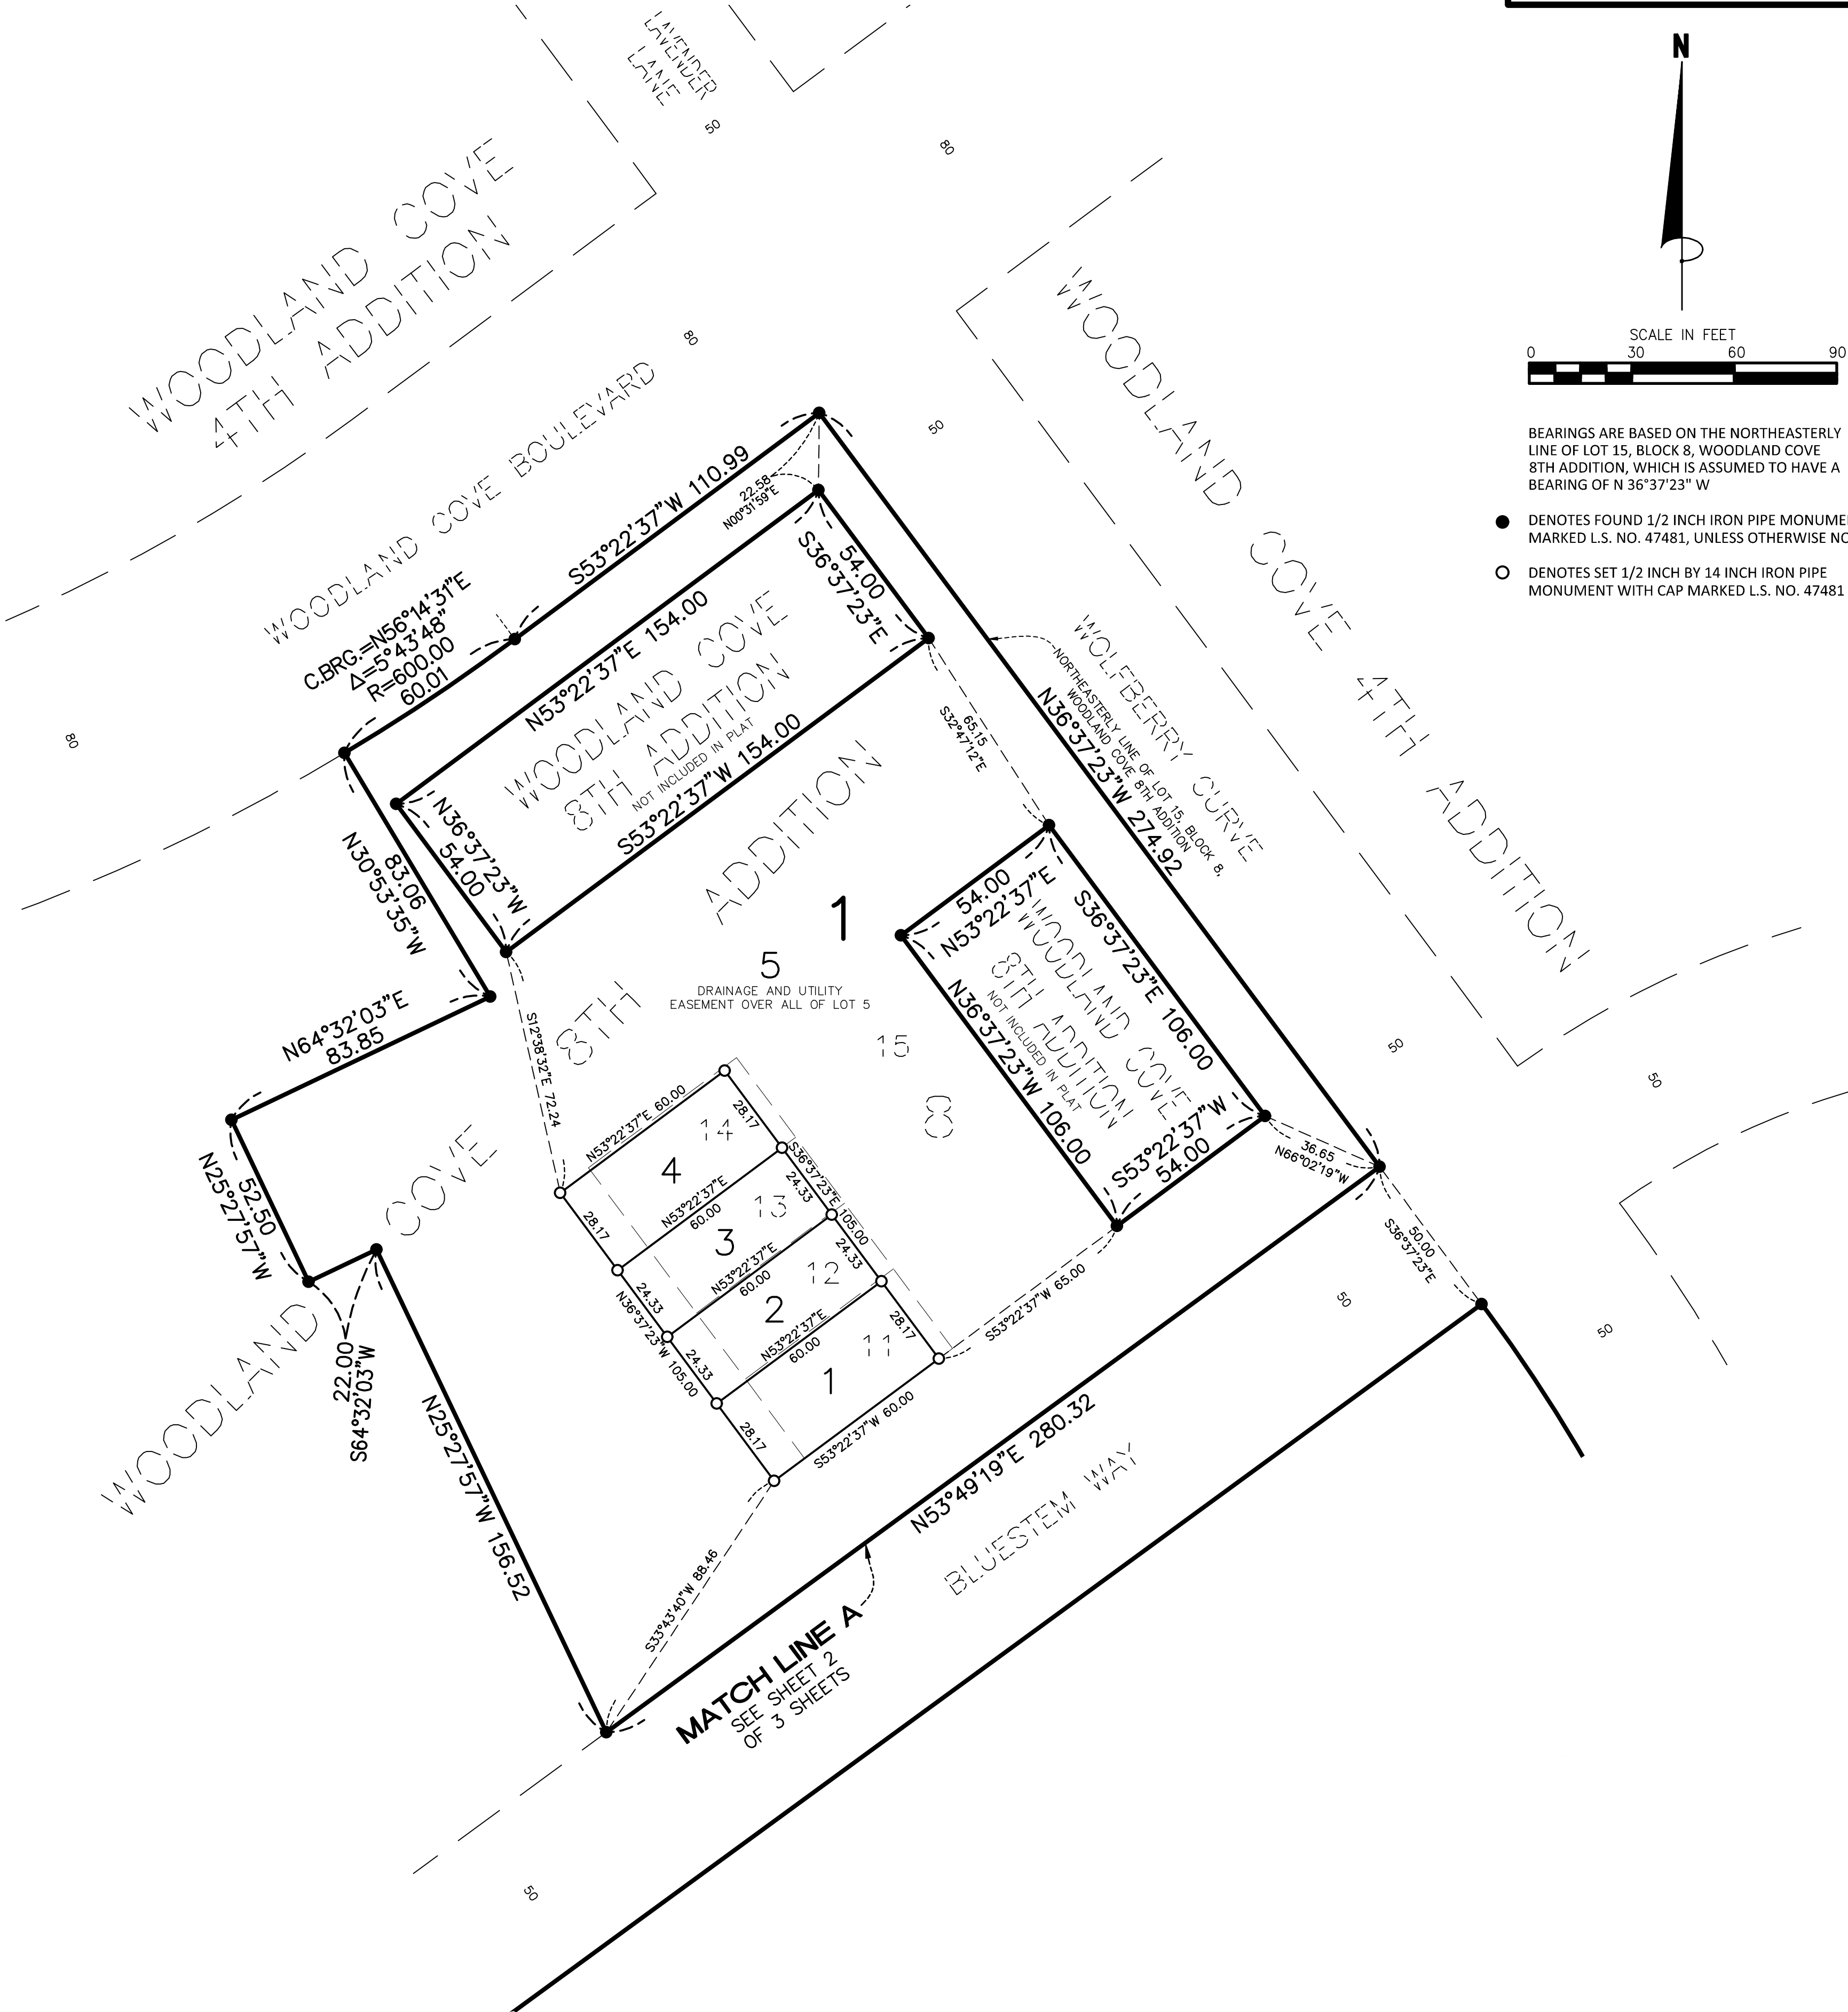 LAVENDER
LANE
50
80
N
SCALE IN FEET
0 30 60 90
BEARINGS ARE BASED ON THE NORTHEASTERLY
LINE OF LOT 15, BLOCK 8, WOODLAND COVE
8TH ADDITION, WHICH IS ASSUMED TO HAVE A
BEARING OF N 36°37'23" W
DENOTES FOUND 1/2 INCH IRON PIPE MONUME
MARKED L.S. NO. 47481, UNLESS OTHERWISE NO
DENOTES SET 1/2 INCH BY 14 INCH IRON PIPE
MONUMENT WITH CAP MARKED L.S. NO. 47481
WOODLAND COVE
4TH ADDITION
80
WOODLAND COVE BOULEVARD
50
WOODLAND COVE 4TH ADDITION
S53°22'37"W 110.99
22.58
N00°31'59"E
C.BRG.=N56°14'31"E
Δ=5°43'48"
R=600.00
60.01
80
N53°22'37"E 154.00
54.00
S36°37'23"E
WOODLAND COVE
8TH ADDITION
NOT INCLUDED IN PLAT
S53°22'37"W 154.00
N36°37'23"W
54.00
65.15
S32°47'12"E
WOLFBERRY CURVE
NORTHEASTERLY LINE OF LOT 15, BLOCK 8,
WOODLAND COVE 8TH ADDITION
N36°37'23"W 274.92
83.06
N30°53'35"W
WOODLAND COVE 8TH ADDITION
1
5
DRAINAGE AND UTILITY
EASEMENT OVER ALL OF LOT 5
54.00
N53°22'37"E
S36°37'23"E 106.00
WOODLAND COVE
8TH ADDITION
NOT INCLUDED IN PLAT
N36°37'23"W 106.00
S53°22'37"W
54.00
N64°32'03"E
83.85
S12°38'32"E 72.24
15
8
50
50
52.50
N25°27'57"W
22.00
S64°32'03"W
N25°27'57"W 156.52
N53°22'37"E 60.00
28.17
14
4
28.17
N53°22'37"E
60.00
S36°37'23"E 105.00
24.33
13
3
24.33
N36°37'23"W 105.00
N53°22'37"E
60.00
24.33
12
2
24.33
N53°22'37"E
60.00
28.17
11
1
28.17
S53°22'37"W 60.00
S53°22'37"W 65.00
36.65
N66°02'19"W
50.00
S36°37'23"E
50
50
S33°43'40"W 88.46
N53°49'19"E 280.32
BLUESTEM WAY
MATCH LINE A
SEE SHEET 2
OF 3 SHEETS
50